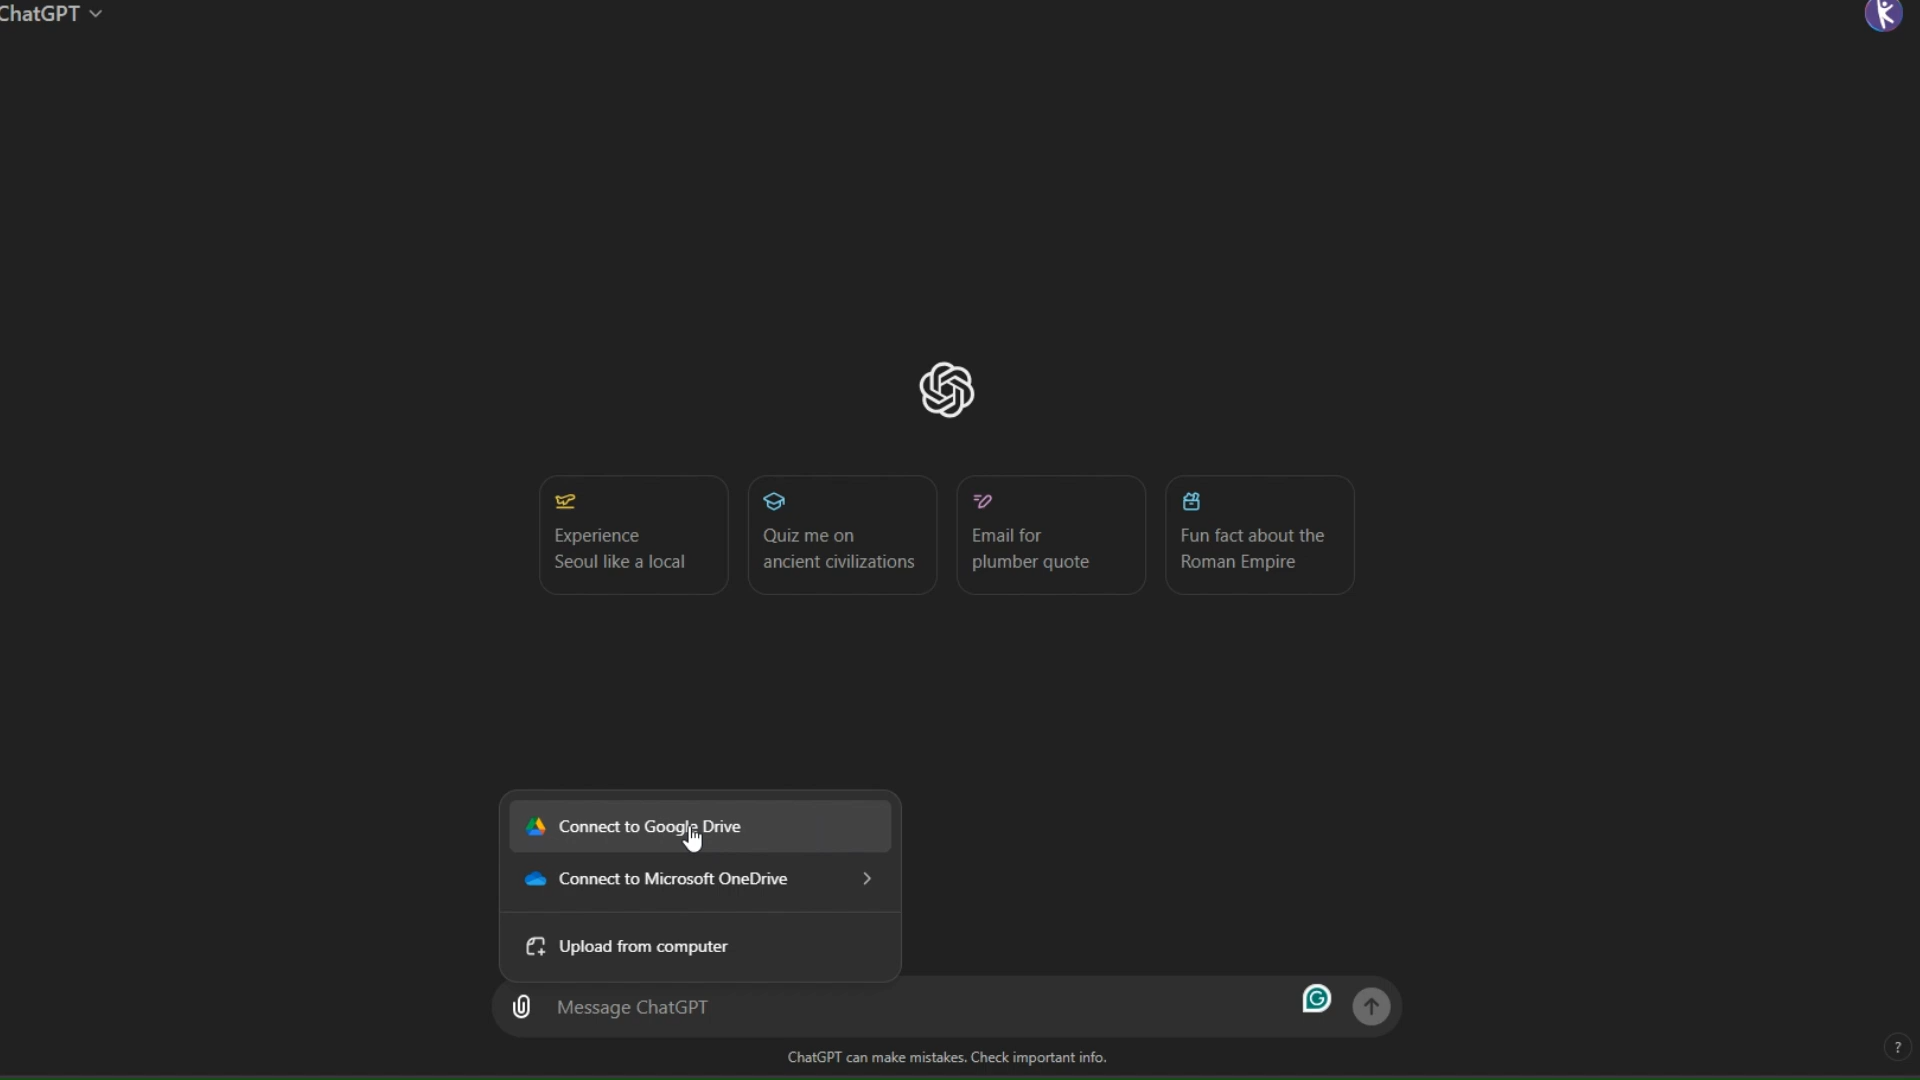 ChatGPT
Experience
Seoul like a local
Quiz me on
ancient civilizations
Email for
plumber quote
Fun fact about the
Roman Empire
Connect to Google Drive
Connect to Microsoft OneDrive
Upload from computer
Message ChatGPT
ChatGPT can make mistakes. Check important info.
?